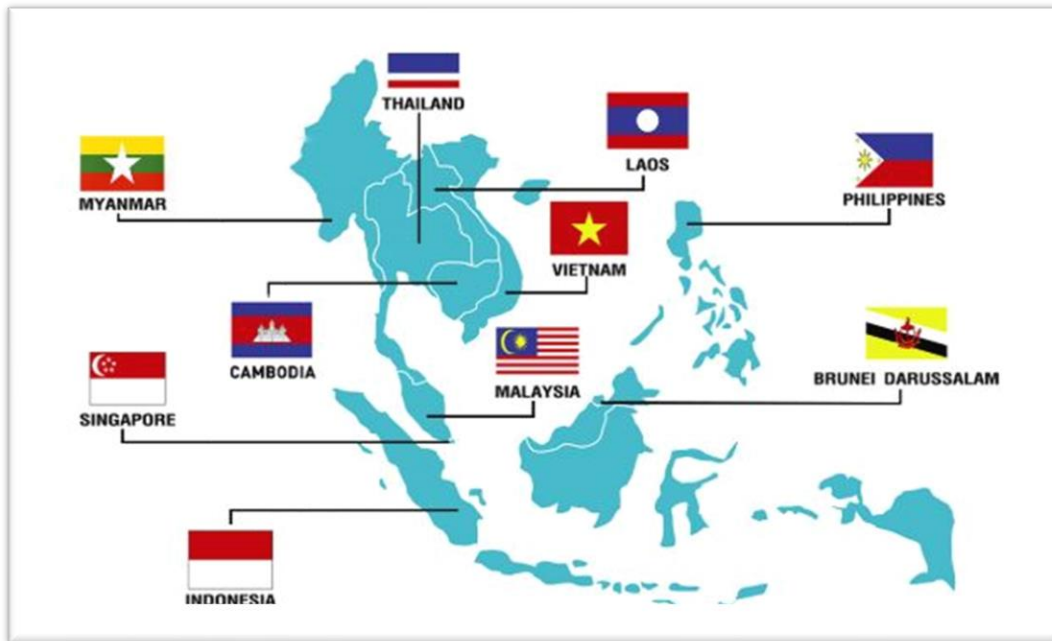 THAILAND
LAOS
MYANMAR
PHILIPPINES
VIETNAM
CAMBODIA
MALAYSIA
BRUNEI DARUSSALAM
SINGAPORE
INDONESIA